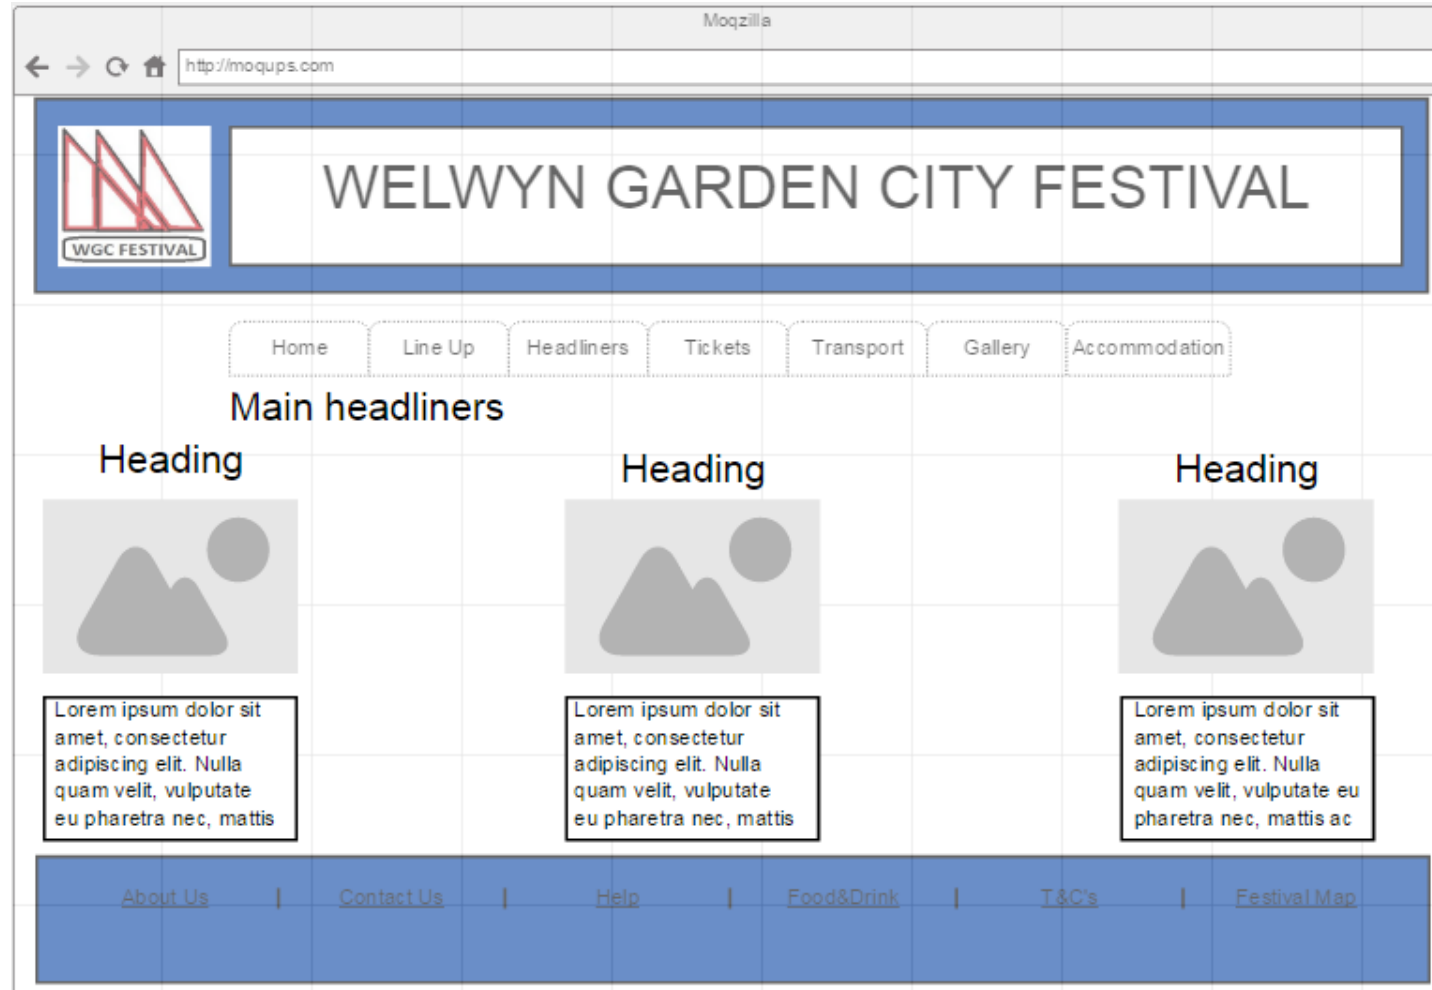 Moqzilla
http://moqups.com
WELWYN GARDEN CITY FESTIVAL
WGC FESTIVAL
Home Line Up Headliners Tickets Transport Gallery Accommodation
Main headliners
Heading
Lorem ipsum dolor sit
amet, consectetur
adipiscing elit. Nulla
quam velit, vulputate
eu pharetra nec, mattis
Heading
Lorem ipsum dolor sit
amet, consectetur
adipiscing elit. Nulla
quam velit, vulputate
eu pharetra nec, mattis
Heading
Lorem ipsum dolor sit
amet, consectetur
adipiscing elit. Nulla
quam velit, vulputate eu
pharetra nec, mattis ac
About Us | Contact Us | Help | Food&Drink | T&C's | Festival Map